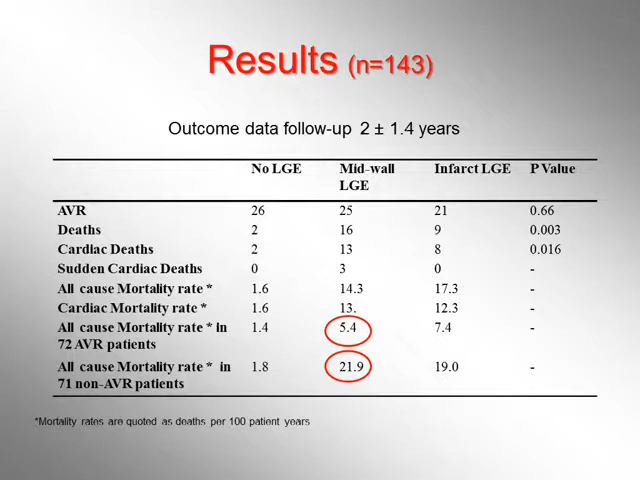 Results (n=143)
Outcome data follow-up 2 ± 1.4 years
No LGE Mid-wall LGE Infarct LGE P Value
AVR 26 25 21 0.66
Deaths 2 16 9 0.003
Cardiac Deaths 2 13 8 0.016
Sudden Cardiac Deaths 0 3 0 -
All cause Mortality rate * 1.6 14.3 17.3 -
Cardiac Mortality rate * 1.6 13. 12.3 -
All cause Mortality rate * in 1.4 5.4 7.4 -
72 AVR patients
All cause Mortality rate * in 1.8 21.9 19.0 -
71 non-AVR patients
*Mortality rates are quoted as deaths per 100 patient years